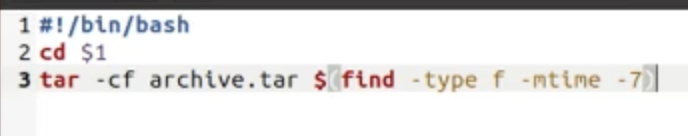 1 #!/bin/bash
2 cd $1
3 tar -cf archive.tar $(find -type f -mtime -7)